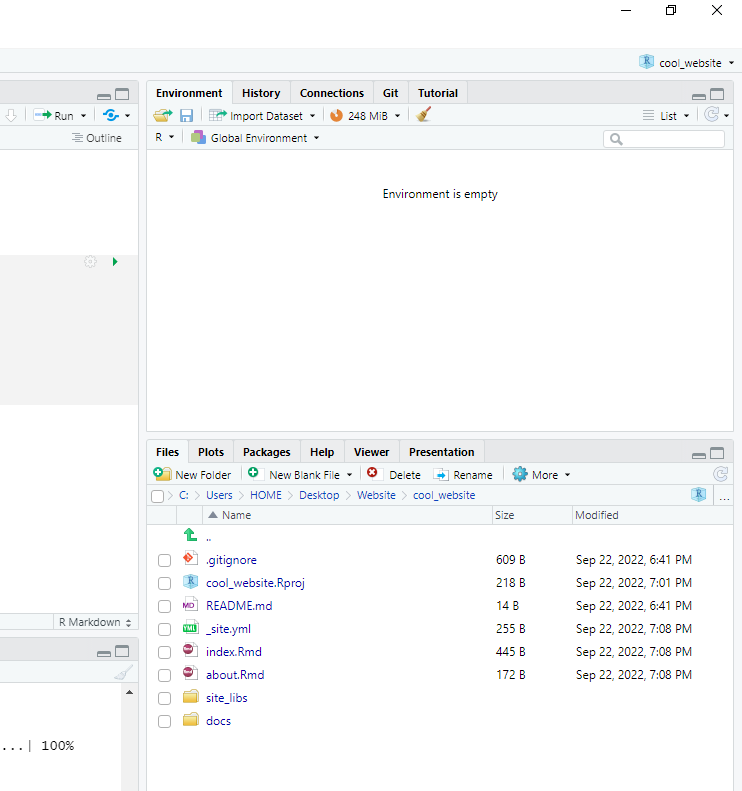 cool_website
Environment History Connections Git Tutorial
Run
Import Dataset 248 MiB List
Outline
R Global Environment
Environment is empty
Files Plots Packages Help Viewer Presentation
New Folder New Blank File Delete Rename More
C: Users HOME Desktop Website cool_website R ...
Name Size Modified
..
.gitignore 609 B Sep 22, 2022, 6:41 PM
R cool_website.Rproj 218 B Sep 22, 2022, 7:01 PM
MD README.md 14 B Sep 22, 2022, 6:41 PM
YML _site.yml 255 B Sep 22, 2022, 7:08 PM
Rmd index.Rmd 445 B Sep 22, 2022, 7:08 PM
Rmd about.Rmd 172 B Sep 22, 2022, 7:08 PM
site_libs
docs
R Markdown
...| 100%